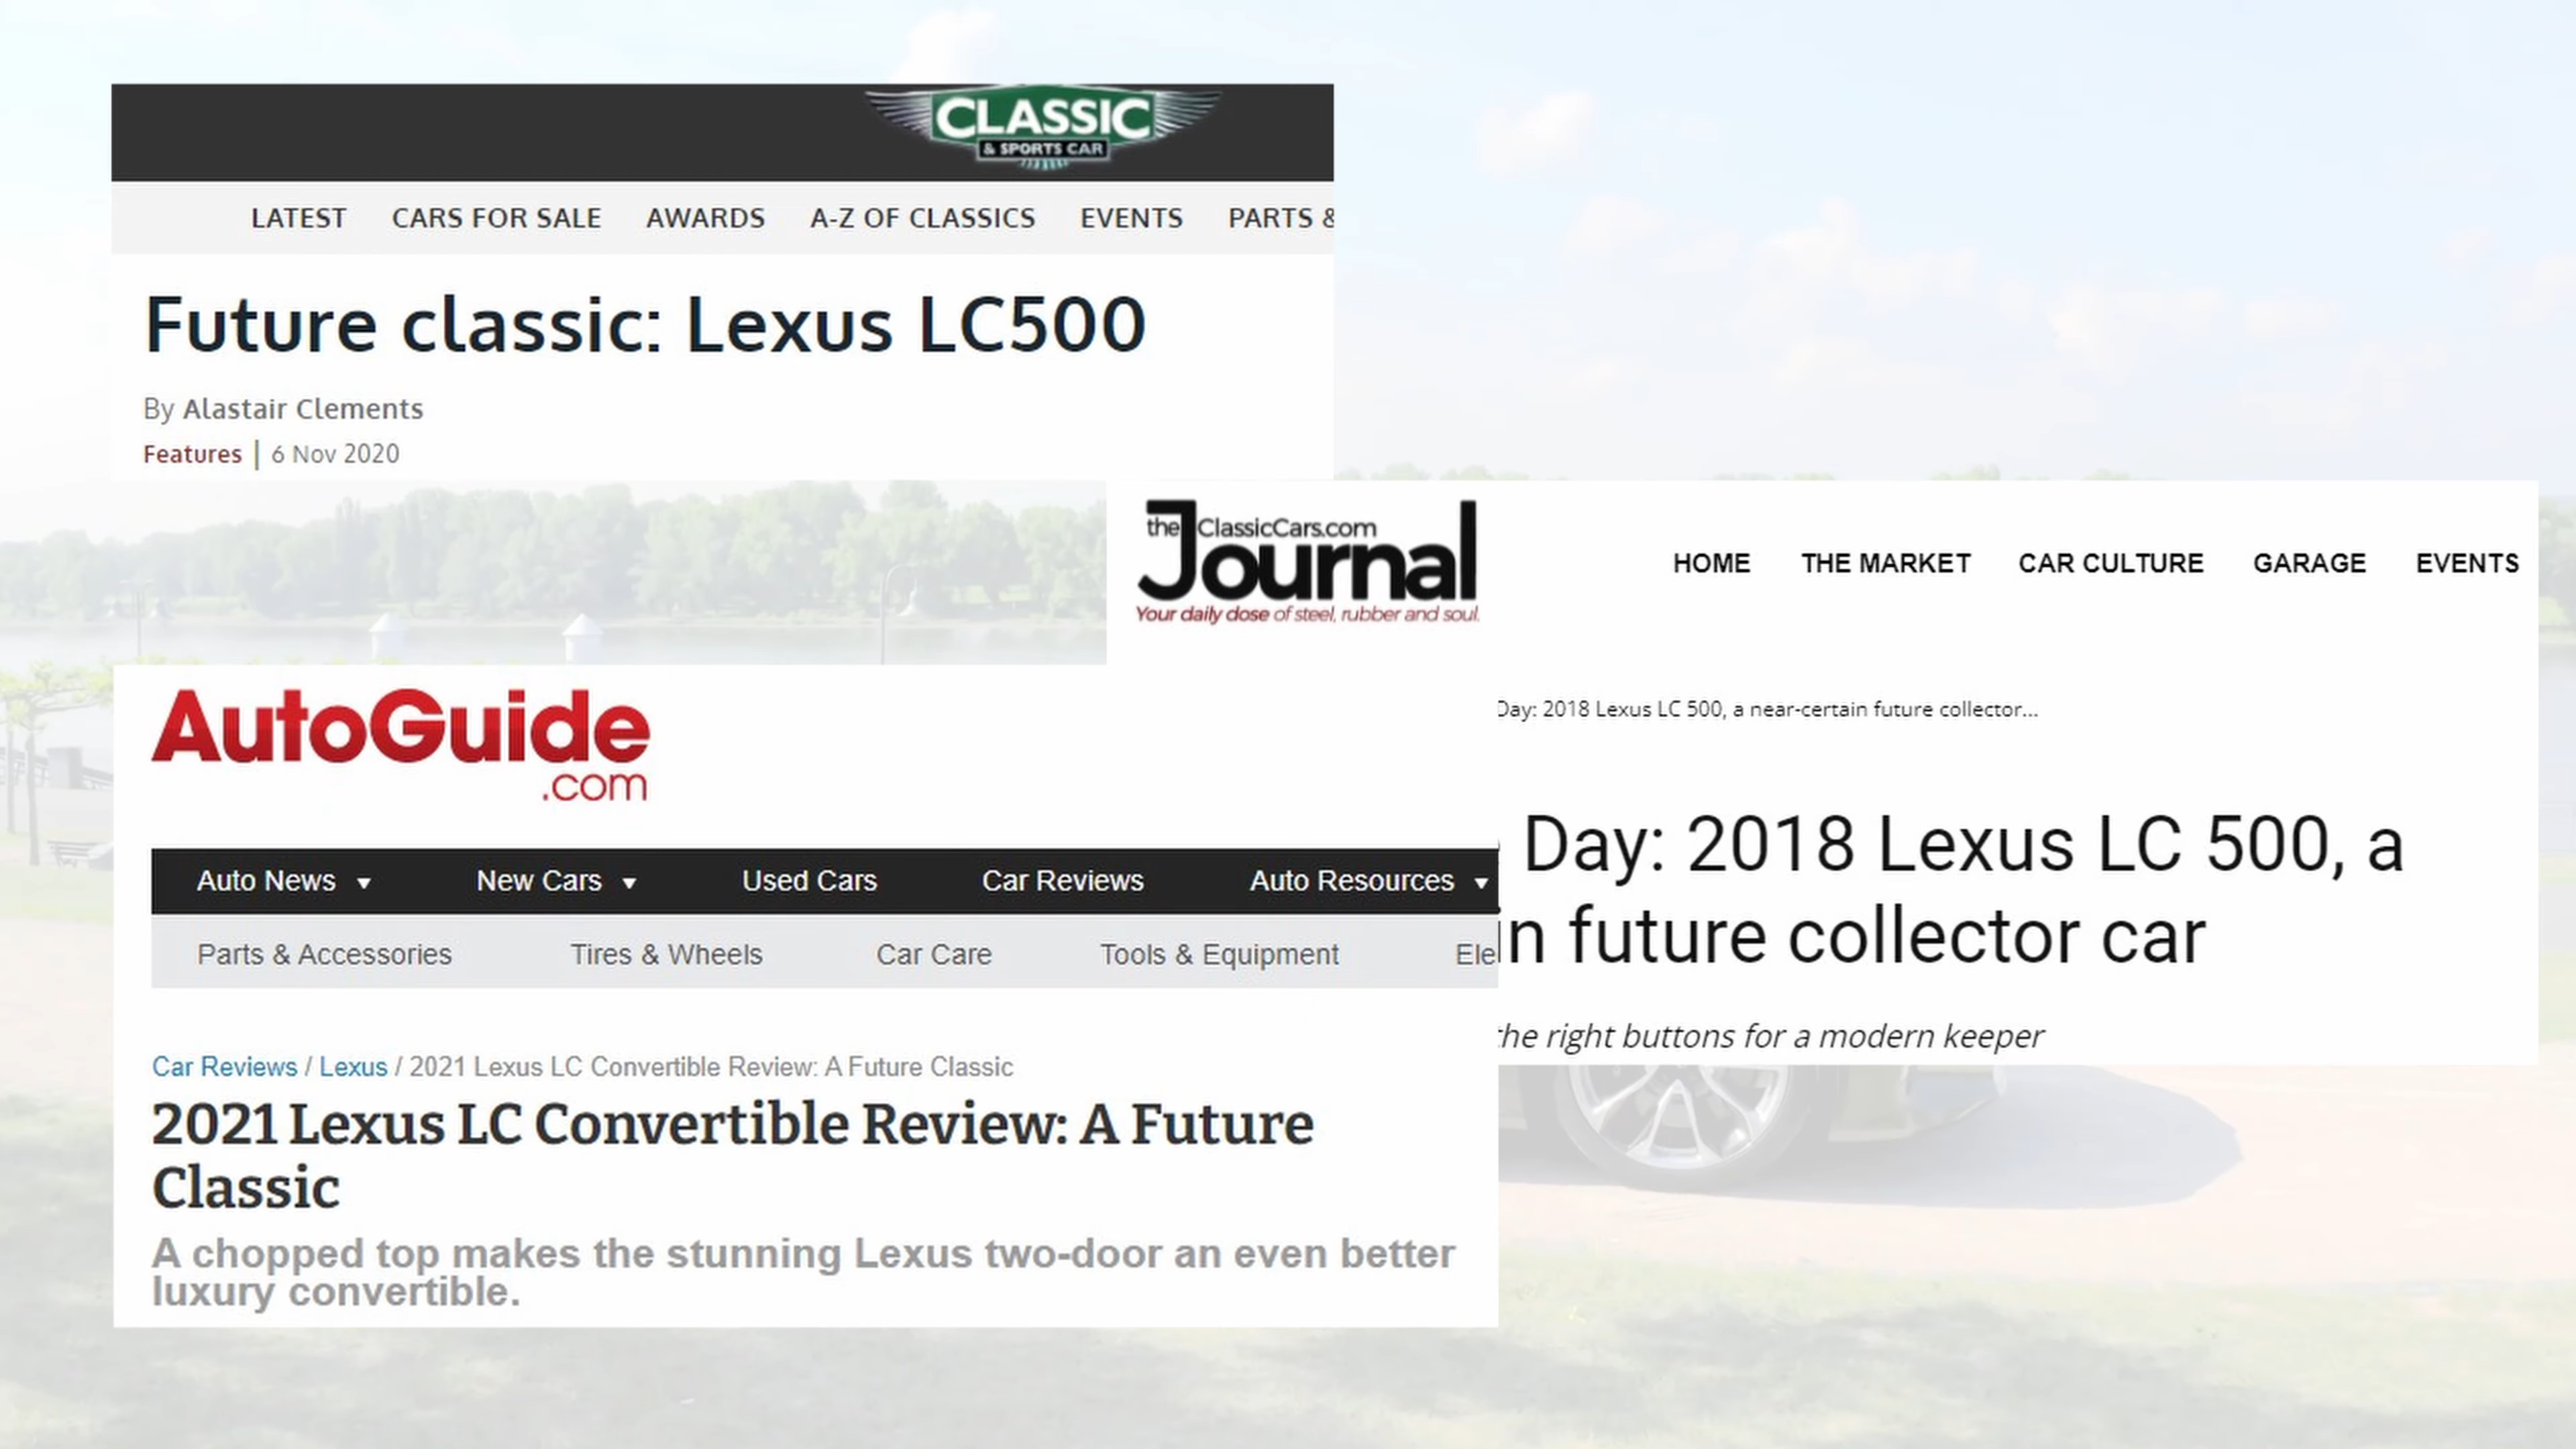 CLASSIC
& SPORTS CAR
LATEST CARS FOR SALE AWARDS A-Z OF CLASSICS EVENTS PARTS &
Future classic: Lexus LC500
By Alastair Clements
Features | 6 Nov 2020
the ClassicCars.com
Journal
Your daily dose of steel, rubber and soul.
HOME THE MARKET CAR CULTURE GARAGE EVENTS
Day: 2018 Lexus LC 500, a near-certain future collector...
Day: 2018 Lexus LC 500, a
in future collector car
the right buttons for a modern keeper
AutoGuide
.com
Auto News New Cars Used Cars Car Reviews Auto Resources
Parts & Accessories Tires & Wheels Car Care Tools & Equipment Ele
Car Reviews / Lexus / 2021 Lexus LC Convertible Review: A Future Classic
2021 Lexus LC Convertible Review: A Future
Classic
A chopped top makes the stunning Lexus two-door an even better
luxury convertible.